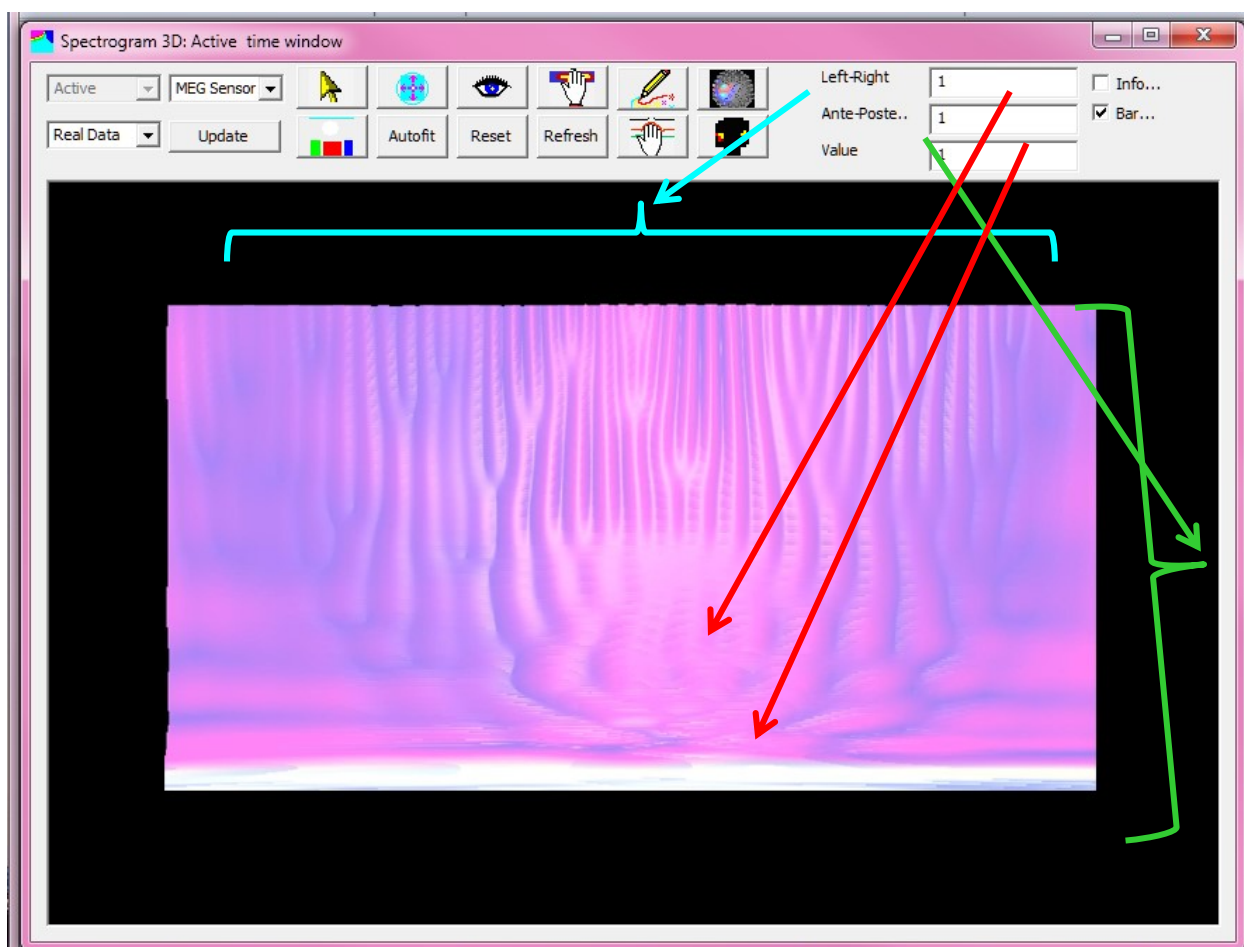 Spectrogram 3D: Active time window
Active
MEG Sensor
Left-Right
1
Info...
Ante-Poste..
1
Bar...
Real Data
Update
Autofit
Reset
Refresh
Value
1